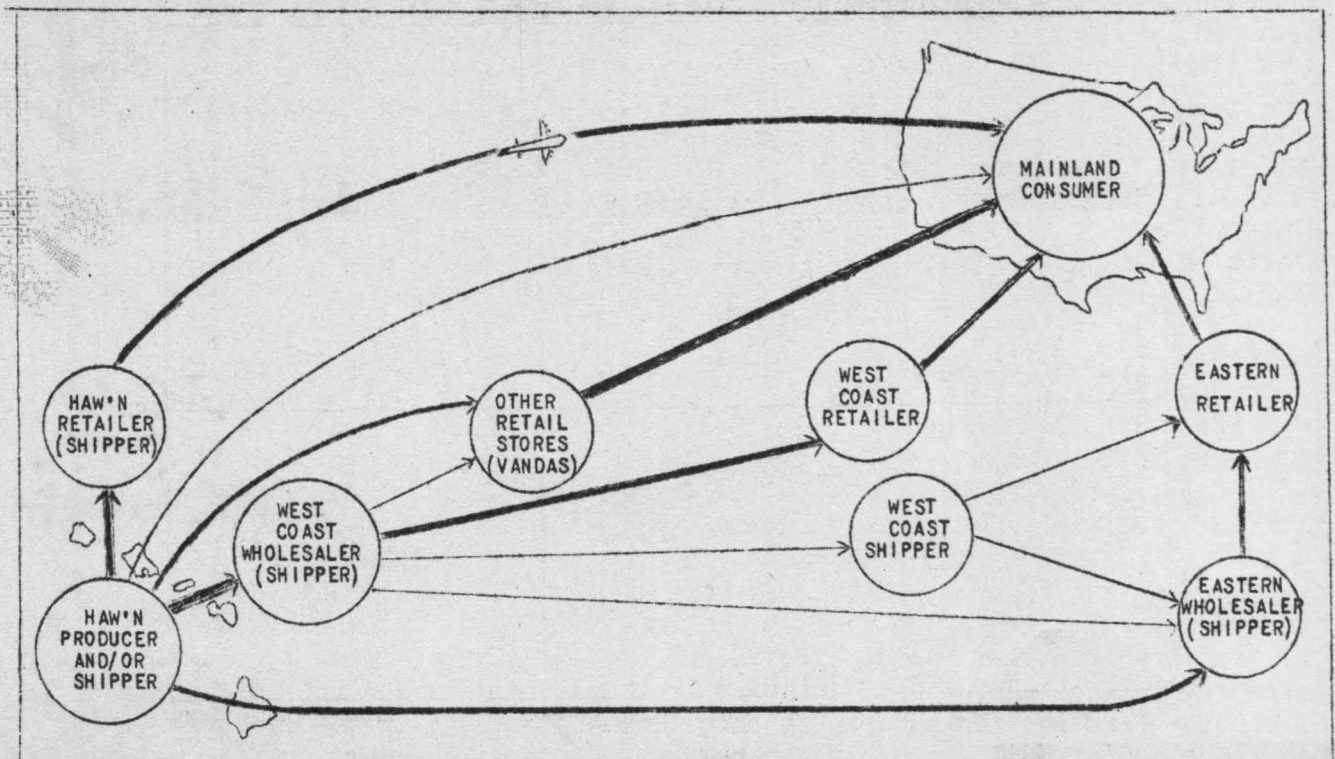 MAINLAND
CONSUMER
HAW'N
RETAILER
(SHIPPER)
OTHER
RETAIL
STORES
(VANDAS)
WEST
COAST
RETAILER
EASTERN
RETAILER
WEST
COAST
WHOLESALER
(SHIPPER)
WEST
COAST
SHIPPER
HAW'N
PRODUCER
AND/OR
SHIPPER
EASTERN
WHOLESALER
(SHIPPER)